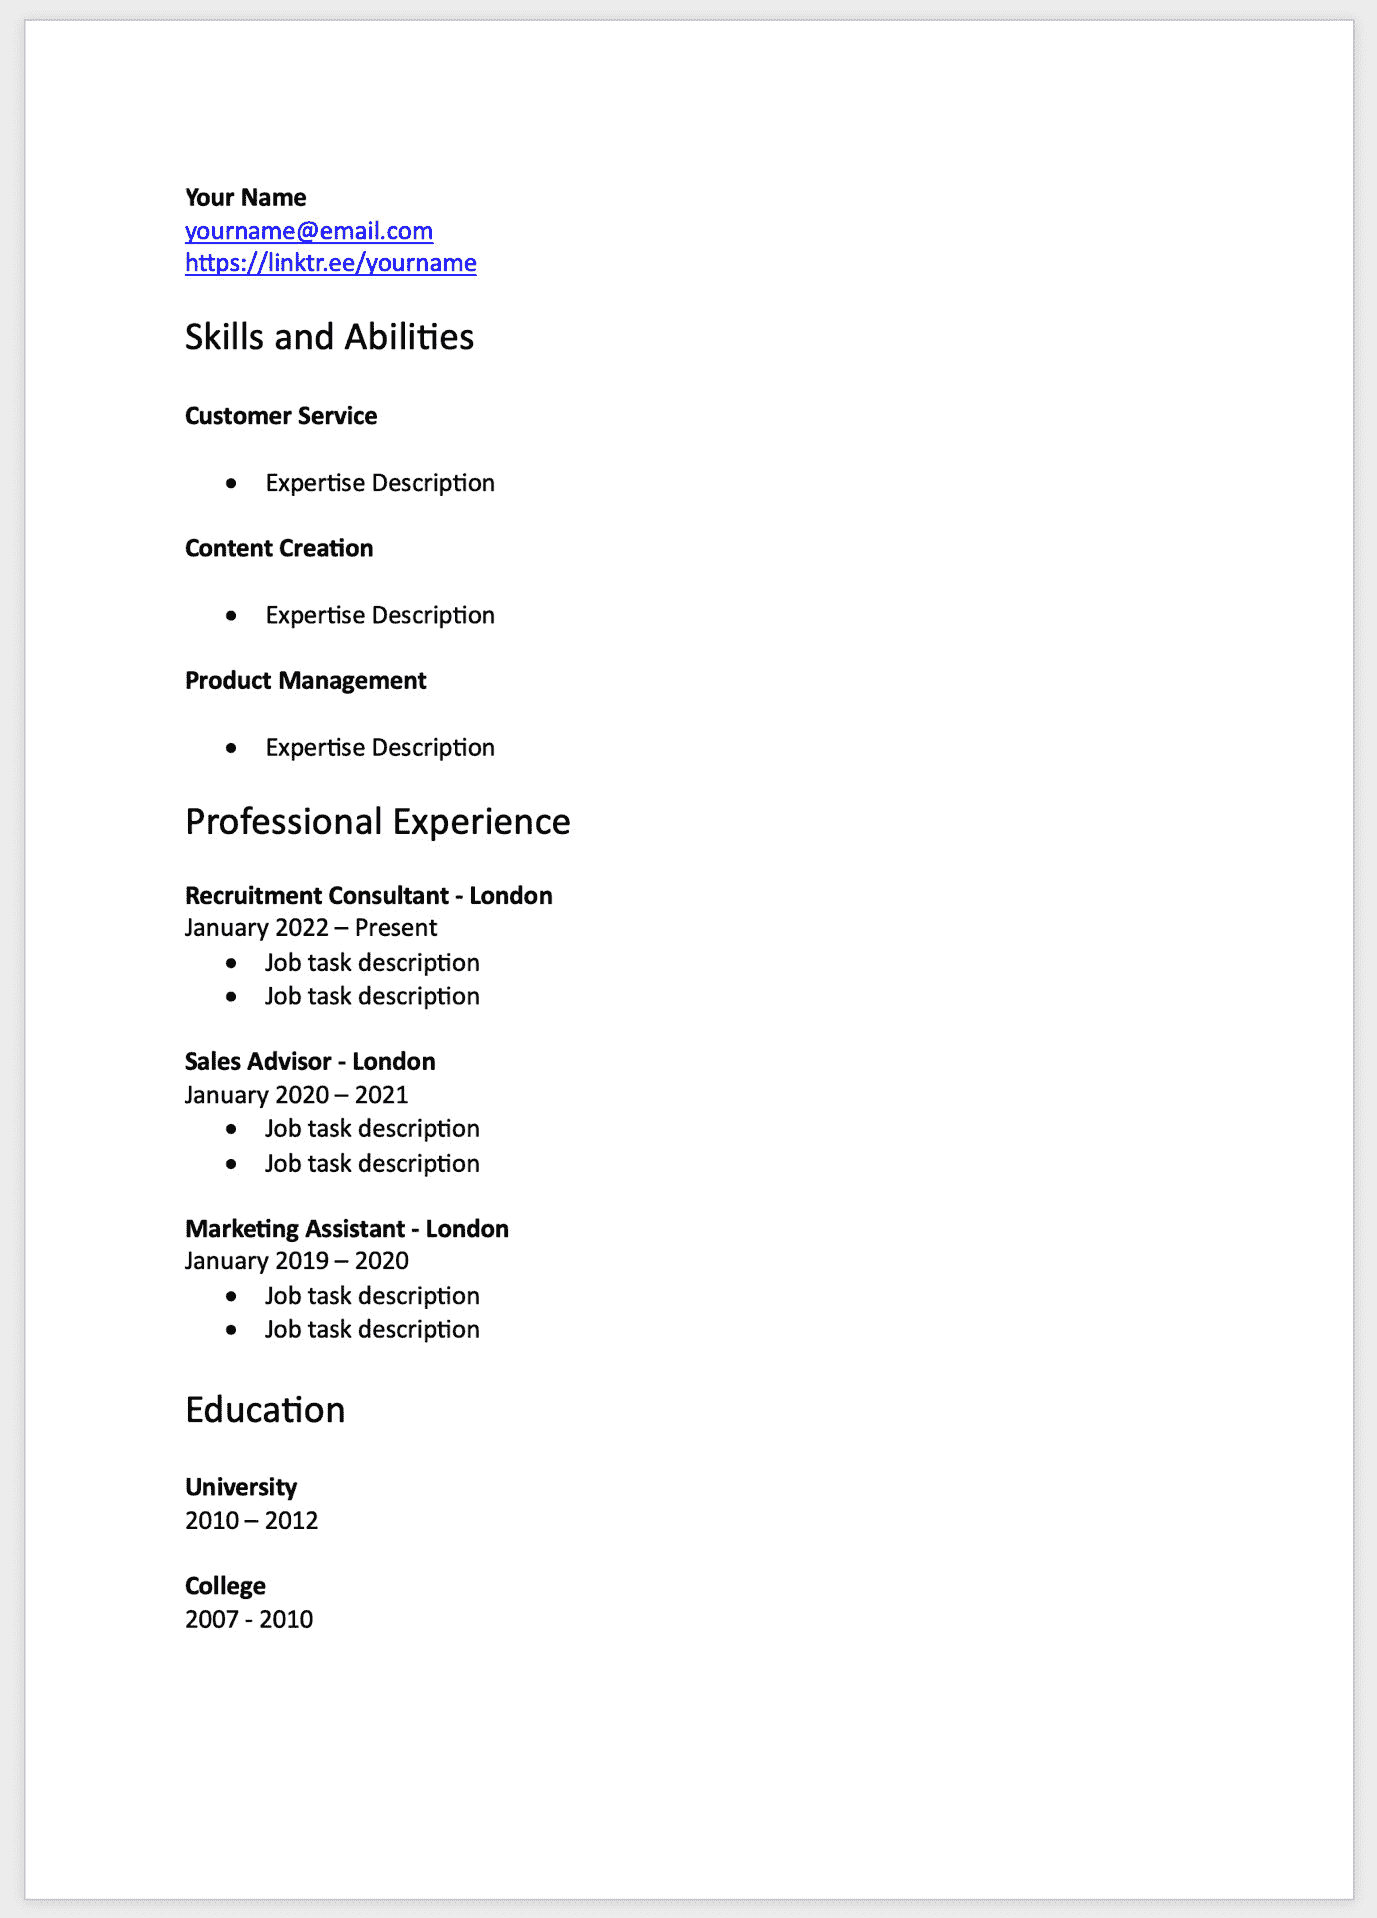 Your Name
yourname@email.com
https://linktr.ee/yourname
Skills and Abilities
Customer Service
• Expertise Description
Content Creation
• Expertise Description
Product Management
• Expertise Description
Professional Experience
Recruitment Consultant - London
January 2022 – Present
• Job task description
• Job task description
Sales Advisor - London
January 2020 – 2021
• Job task description
• Job task description
Marketing Assistant - London
January 2019 – 2020
• Job task description
• Job task description
Education
University
2010 – 2012
College
2007 - 2010